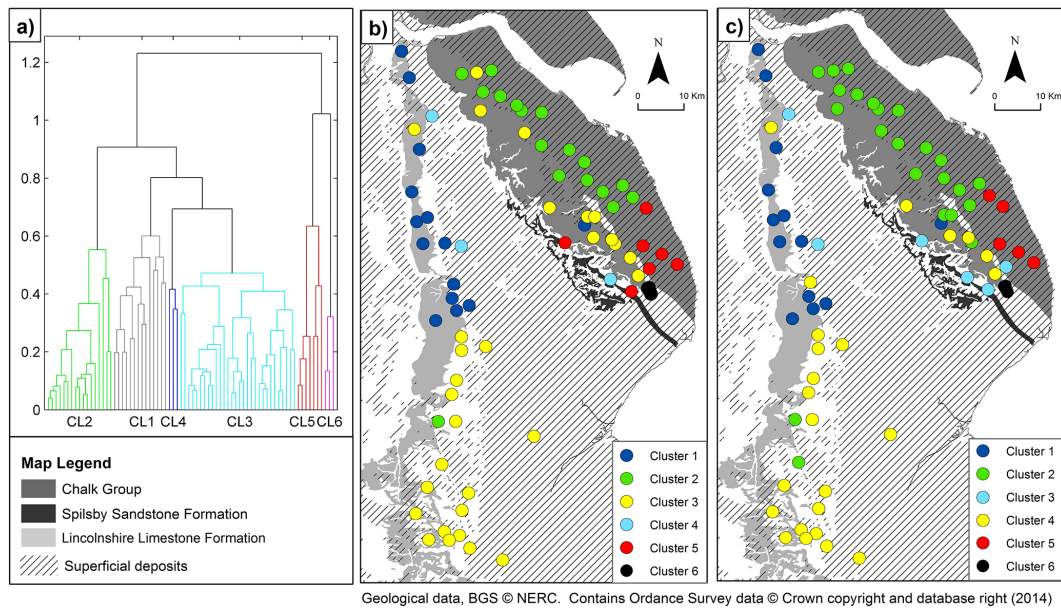 a)
1.2
1
0.8
0.6
0.4
0.2
0
CL2 CL1 CL4 CL3 CL5 CL6
Map Legend
Chalk Group
Spilsby Sandstone Formation
Lincolnshire Limestone Formation
Superficial deposits
b)
N
0 10 Km
Cluster 1
Cluster 2
Cluster 3
Cluster 4
Cluster 5
Cluster 6
c)
N
0 10 Km
Cluster 1
Cluster 2
Cluster 3
Cluster 4
Cluster 5
Cluster 6
Geological data, BGS © NERC. Contains Ordance Survey data © Crown copyright and database right (2014)